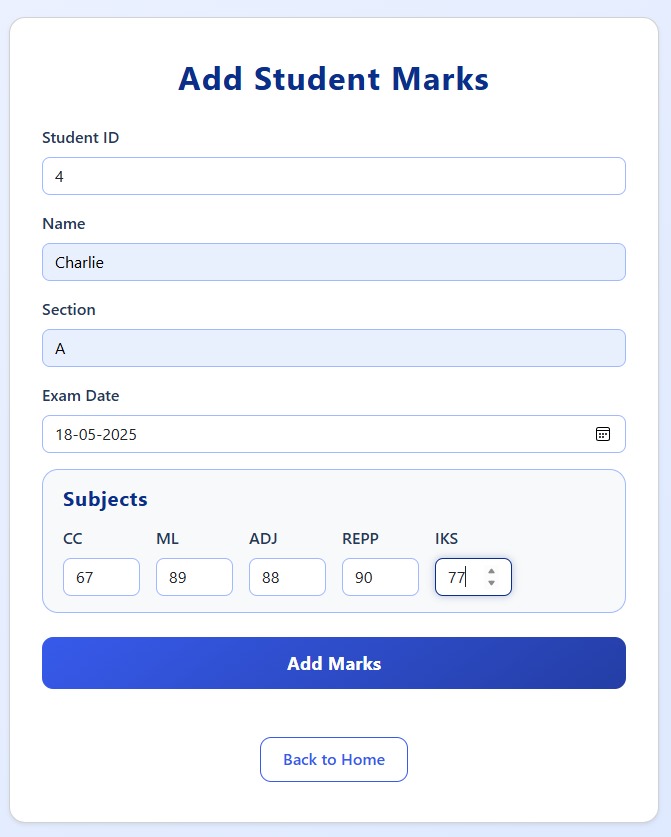 Add Student Marks
Student ID
4
Name
Charlie
Section
A
Exam Date
18-05-2025
Subjects
CC ML ADJ REPP IKS
67 89 88 90 77
Add Marks
Back to Home